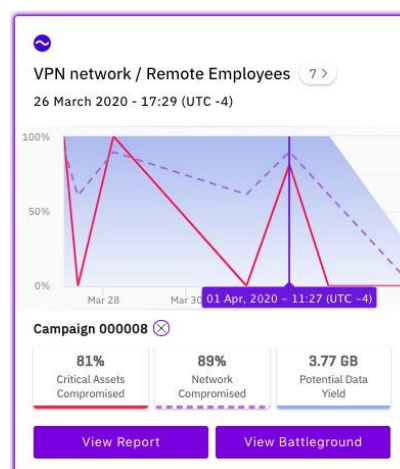 VPN network / Remote Employees 7 >
26 March 2020 - 17:29 (UTC -4)
100%
50%
0%
Mar 28
Mar 30
01 Apr, 2020 – 11:27 (UTC −4)
Campaign 000008
81%
Critical Assets
Compromised
89%
Network
Compromised
3.77 GB
Potential Data
Yield
View Report
View Battleground